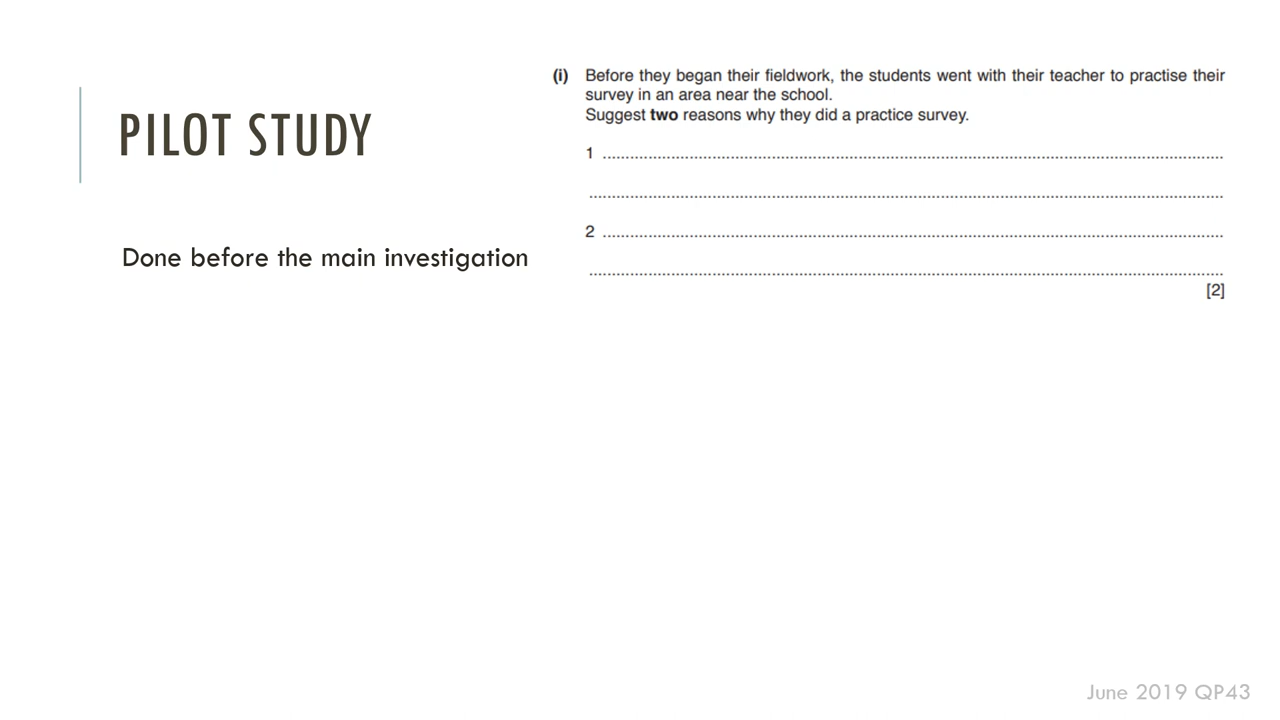 PILOT STUDY
Done before the main investigation
(i) Before they began their fieldwork, the students went with their teacher to practise their
survey in an area near the school.
Suggest two reasons why they did a practice survey.
1 ....................................................................................................
....................................................................................................
2 ....................................................................................................
....................................................................................................
[2]
June 2019 QP43